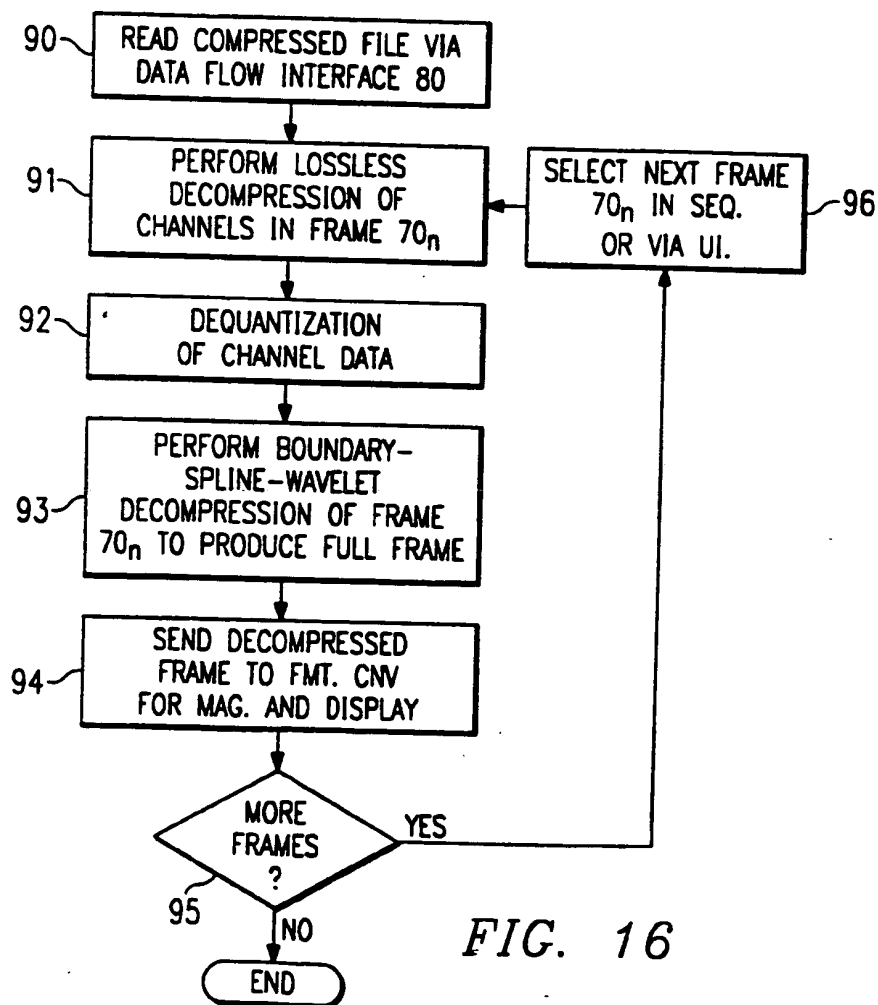 90
READ COMPRESSED FILE VIA
DATA FLOW INTERFACE 80
91
PERFORM LOSSLESS
DECOMPRESSION OF
CHANNELS IN FRAME 70n
SELECT NEXT FRAME
70n IN SEQ.
OR VIA UI.
96
92
DEQUANTIZATION
OF CHANNEL DATA
93
PERFORM BOUNDARY-
SPLINE-WAVELET
DECOMPRESSION OF FRAME
70n TO PRODUCE FULL FRAME
94
SEND DECOMPRESSED
FRAME TO FMT. CNV
FOR MAG. AND DISPLAY
MORE
FRAMES
?
YES
95
NO
END
FIG. 16